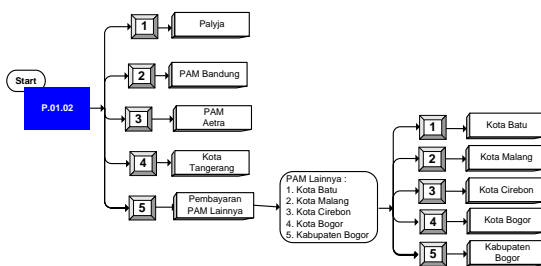 Start
P.01.02
1
Palyja
2
PAM Bandung
3
PAM
Aetra
4
Kota
Tangerang
5
Pembayaran
PAM Lainnya
PAM Lainnya :
1. Kota Batu
2. Kota Malang
3. Kota Cirebon
4. Kota Bogor
5. Kabupaten Bogor
1
Kota Batu
2
Kota Malang
3
Kota Cirebon
4
Kota Bogor
5
Kabupaten
Bogor